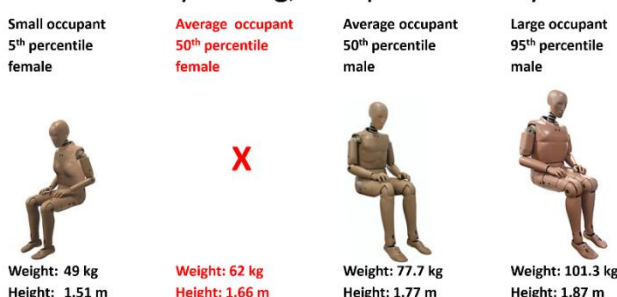 Small occupant
5th percentile
female
Average occupant
50th percentile
female
Average occupant
50th percentile
male
Large occupant
95th percentile
male
X
Weight: 49 kg
Height: 1.51 m
Weight: 62 kg
Height: 1.66 m
Weight: 77.7 kg
Height: 1.77 m
Weight: 101.3 kg
Height: 1.87 m